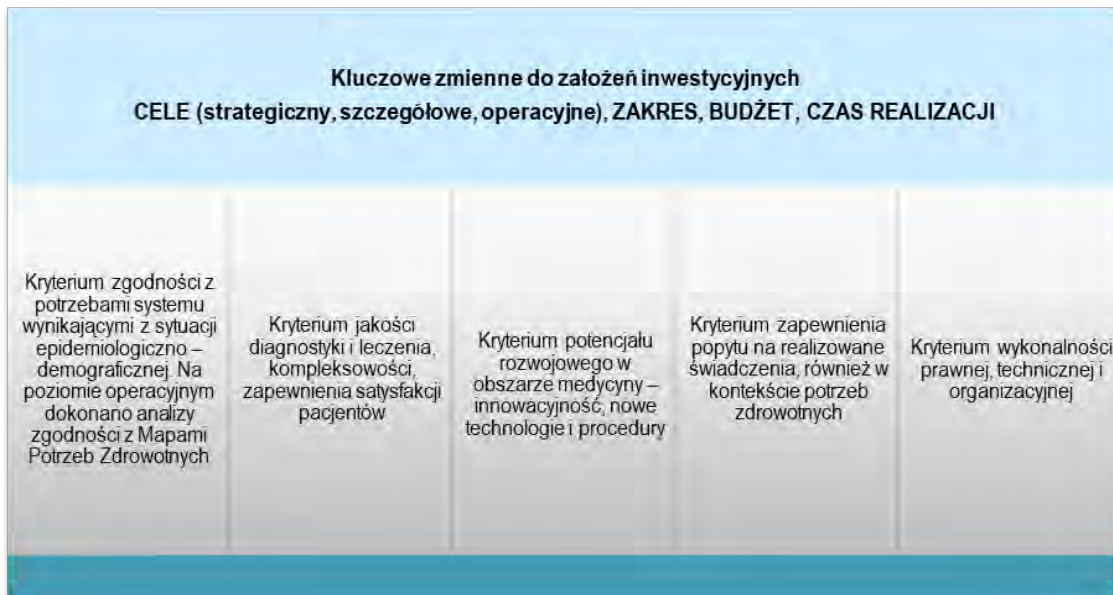 Kluczowe zmienne do założeń inwestycyjnych
CELE (strategiczny, szczegółowe, operacyjne), ZAKRES, BUDŻET, CZAS REALIZACJI
Kryterium zgodności z
potrzebami systemu
wynikającymi z sytuacji
epidemiologiczno –
demograficznej. Na
poziomie operacyjnym
dokonano analizy
zgodności z Mapami
Potrzeb Zdrowotnych
Kryterium jakości
diagnostyki i leczenia,
kompleksowości,
zapewnienia satysfakcji
pacjentów
Kryterium potencjału
rozwojowego w
obszarze medycyny –
innowacyjność, nowe
technologie i procedury
Kryterium zapewnienia
popytu na realizowane
świadczenia, również w
kontekście potrzeb
zdrowotnych
Kryterium wykonalności
prawnej, technicznej i
organizacyjnej